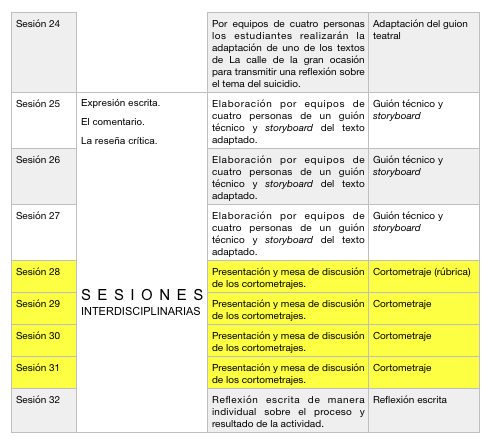 Sesión 24
Por equipos de cuatro personas
los estudiantes realizarán la
adaptación de uno de los textos
de La calle de la gran ocasión
para transmitir una reflexión sobre
el tema del suicidio.
Adaptación del guion
teatral
Sesión 25
Expresión escrita.
El comentario.
La reseña crítica.
Elaboración por equipos de
cuatro personas de un guión
técnico y storyboard del texto
adaptado.
Guión técnico y
storyboard
Sesión 26
Elaboración por equipos de
cuatro personas de un guión
técnico y storyboard del texto
adaptado.
Guión técnico y
storyboard
Sesión 27
Elaboración por equipos de
cuatro personas de un guión
técnico y storyboard del texto
adaptado.
Guión técnico y
storyboard
SESIONES
INTERDISCIPLINARIAS
Sesión 28
Presentación y mesa de discusión
de los cortometrajes.
Cortometraje (rúbrica)
Sesión 29
Presentación y mesa de discusión
de los cortometrajes.
Cortometraje
Sesión 30
Presentación y mesa de discusión
de los cortometrajes.
Cortometraje
Sesión 31
Presentación y mesa de discusión
de los cortometrajes.
Cortometraje
Sesión 32
Reflexión escrita de manera
individual sobre el proceso y
resultado de la actividad.
Reflexión escrita